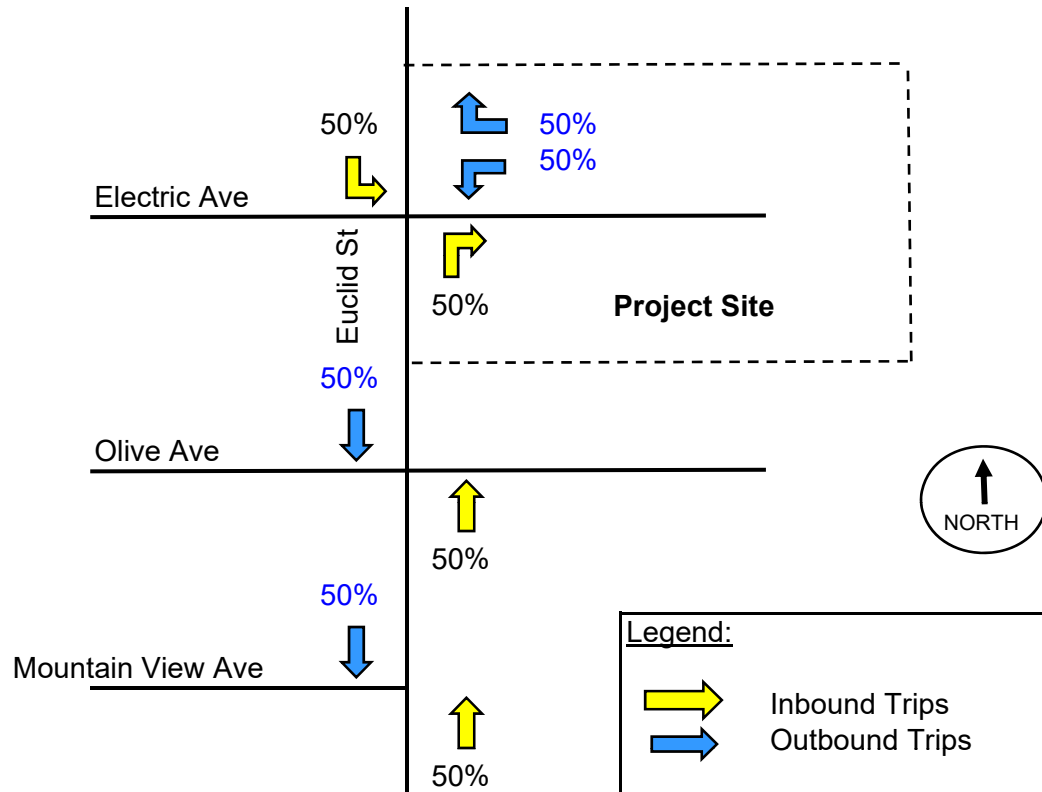 50%
50%
50%
Electric Ave
Euclid St
50%
Project Site
50%
Olive Ave
NORTH
50%
50%
Legend:
Mountain View Ave
Inbound Trips
Outbound Trips
50%